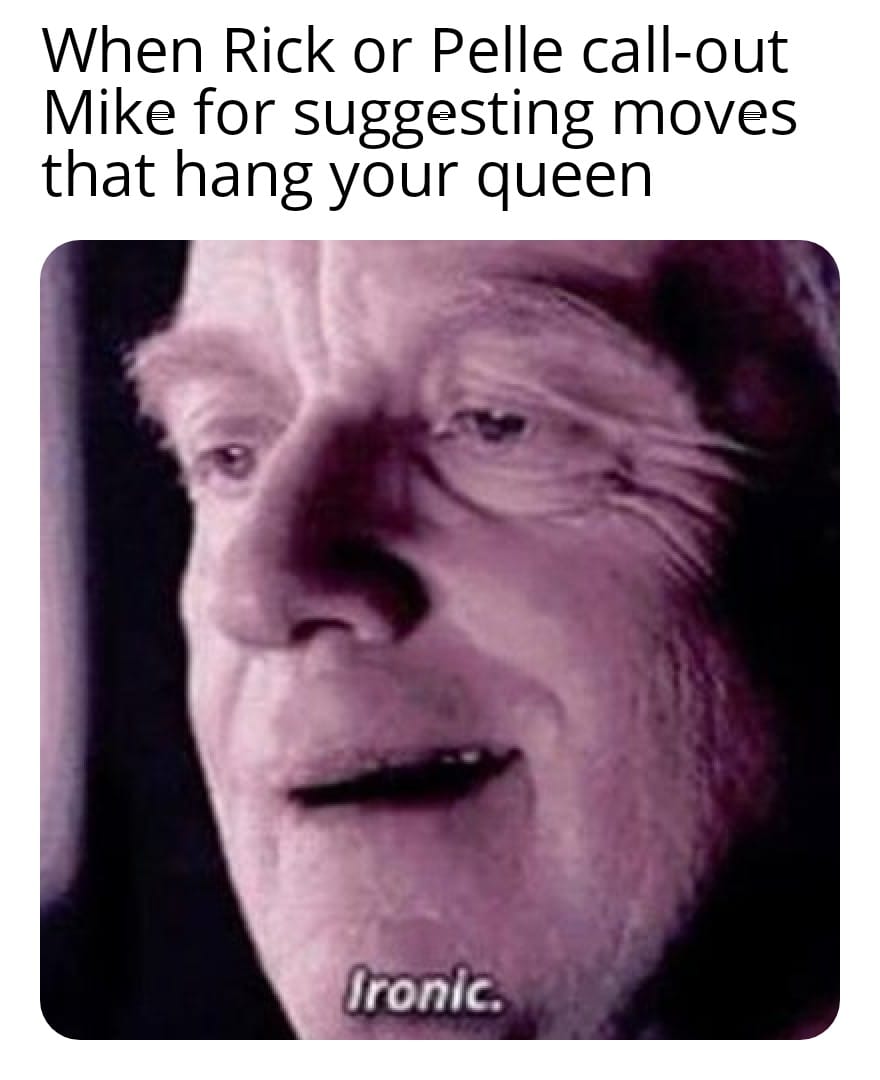 When Rick or Pelle call-out
Mike for suggesting moves
that hang your queen
Ironic.